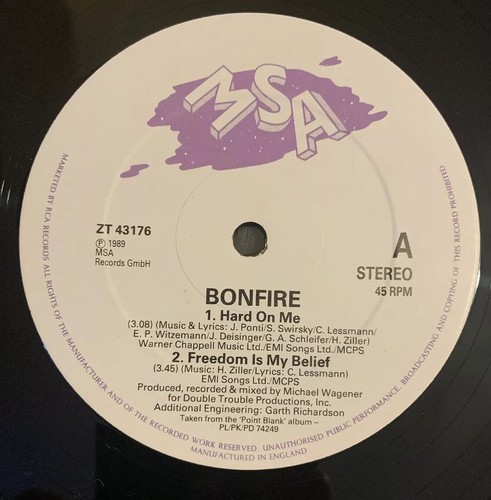 MSA
ZT 43176
℗ 1989
MSA
Records GmbH
A
STEREO
45 RPM
BONFIRE
1. Hard On Me
(3.08) (Music & Lyrics: J. Ponti/S. Swirsky/C. Lessmann/
E. P. Witzemann/J. Deisinger/G. A. Schleifer/H. Ziller)
Warner Chappell Music Ltd./EMI Songs Ltd./MCPS
2. Freedom Is My Belief
(3.45) (Music: H. Ziller/Lyrics: C. Lessmann)
EMI Songs Ltd./MCPS
Produced, recorded & mixed by Michael Wagener
for Double Trouble Productions, Inc.
Additional Engineering: Garth Richardson
Taken from the 'Point Blank' album –
PL/PK/PD 74249
MARKETED BY RCA RECORDS ALL RIGHTS OF THE MANUFACTURER AND OF THE OWNER OF THE RECORDED WORK RESERVED. UNAUTHORISED PUBLIC PERFORMANCE, BROADCASTING AND COPYING OF THIS RECORD PROHIBITED
MANUFACTURED IN ENGLAND